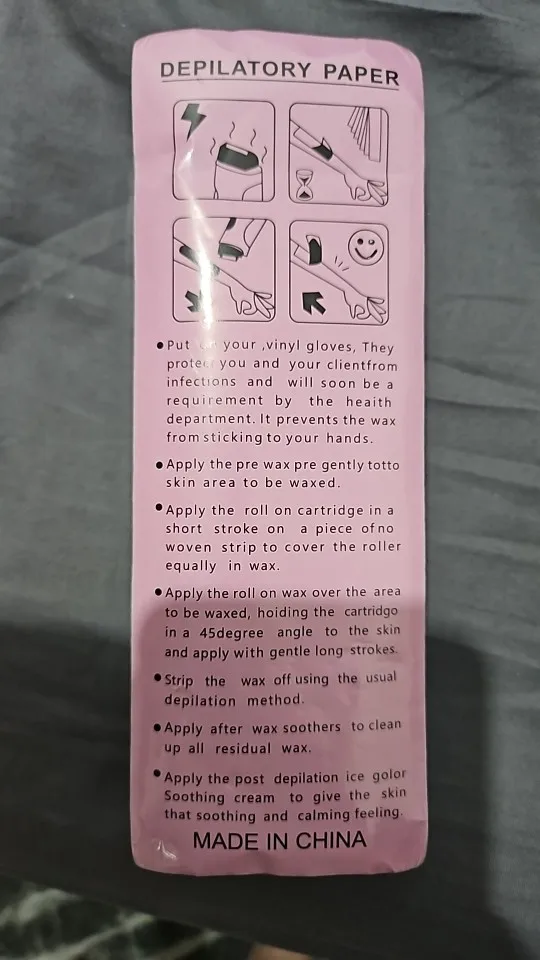 DEPILATORY PAPER
Put your ,vinyl gloves, They
protect you and your clientfrom
infections and will soon be a
requirement by the heaith
department. It prevents the wax
from sticking to your hands.
Apply the pre wax pre gently totto
skin area to be waxed.
Apply the roll on cartridge in a
short stroke on a piece of no
woven strip to cover the roller
equally in wax.
Apply the roll on wax over the area
to be waxed, hoiding the cartridgo
in a 45degree angle to the skin
and apply with gentle long strokes.
Strip the wax off using the usual
depilation method.
Apply after wax soothers to clean
up all residual wax.
Apply the post depilation ice golor
Soothing cream to give the skin
that soothing and calming feeling.
MADE IN CHINA